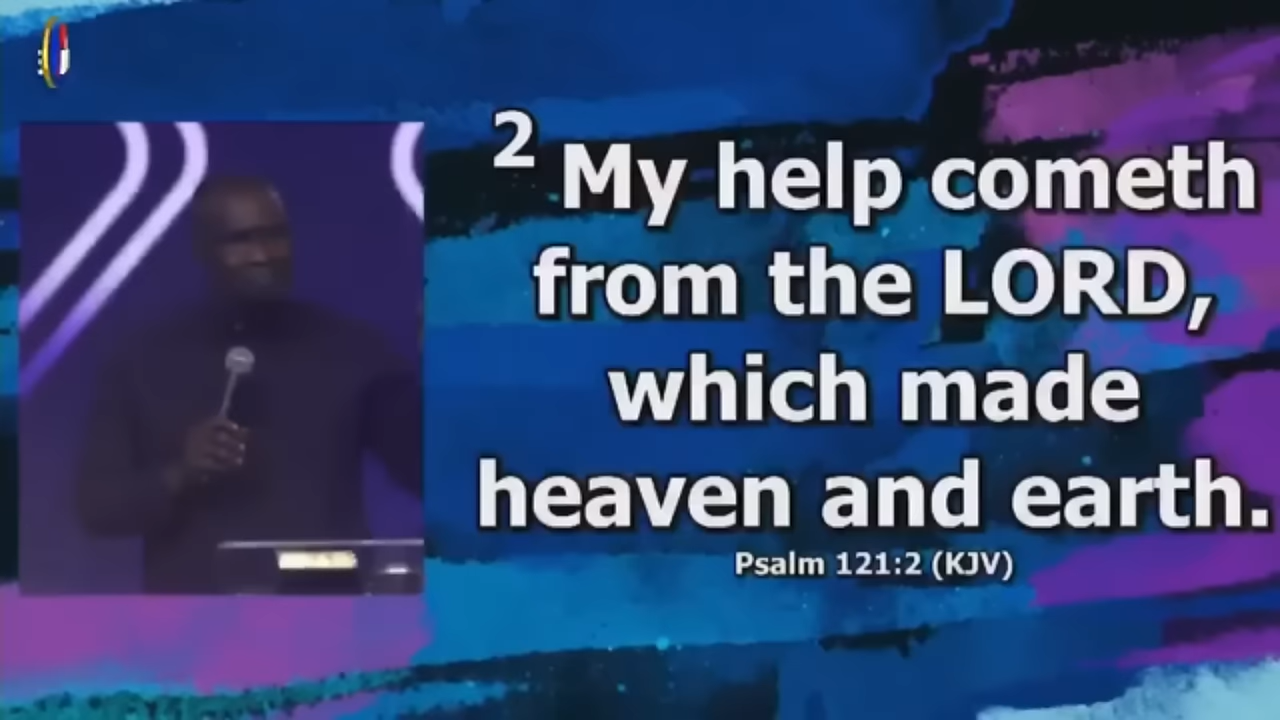 2 My help cometh
from the LORD,
which made
heaven and earth.
Psalm 121:2 (KJV)